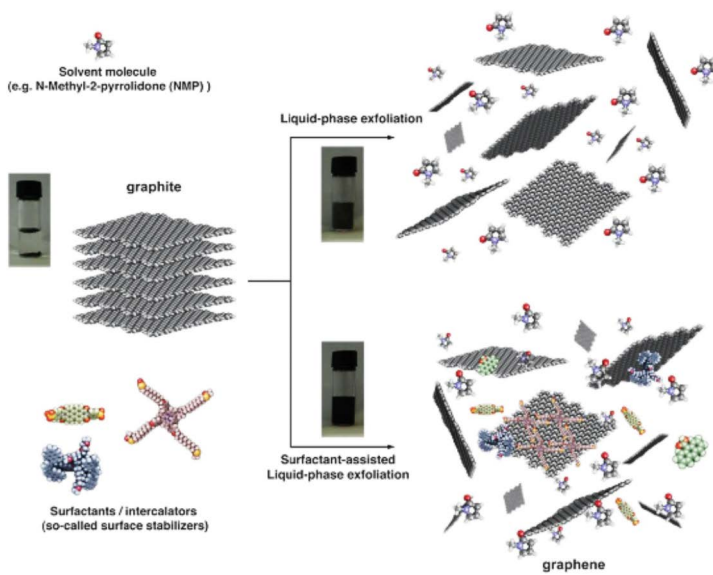 Solvent molecule
(e.g. N-Methyl-2-pyrrolidone (NMP) )
Liquid-phase exfoliation
graphite
Surfactant-assisted
Liquid-phase exfoliation
Surfactants / intercalators
(so-called surface stabilizers)
graphene